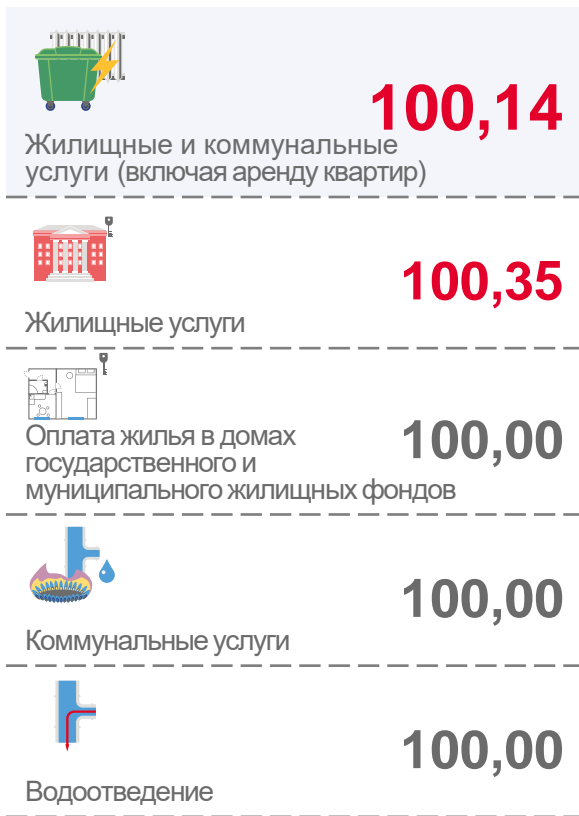 100,14
Жилищные и коммунальные
услуги (включая аренду квартир)
100,35
Жилищные услуги
Оплата жилья в домах
государственного и
муниципального жилищных фондов
100,00
Коммунальные услуги
100,00
Водоотведение
100,00